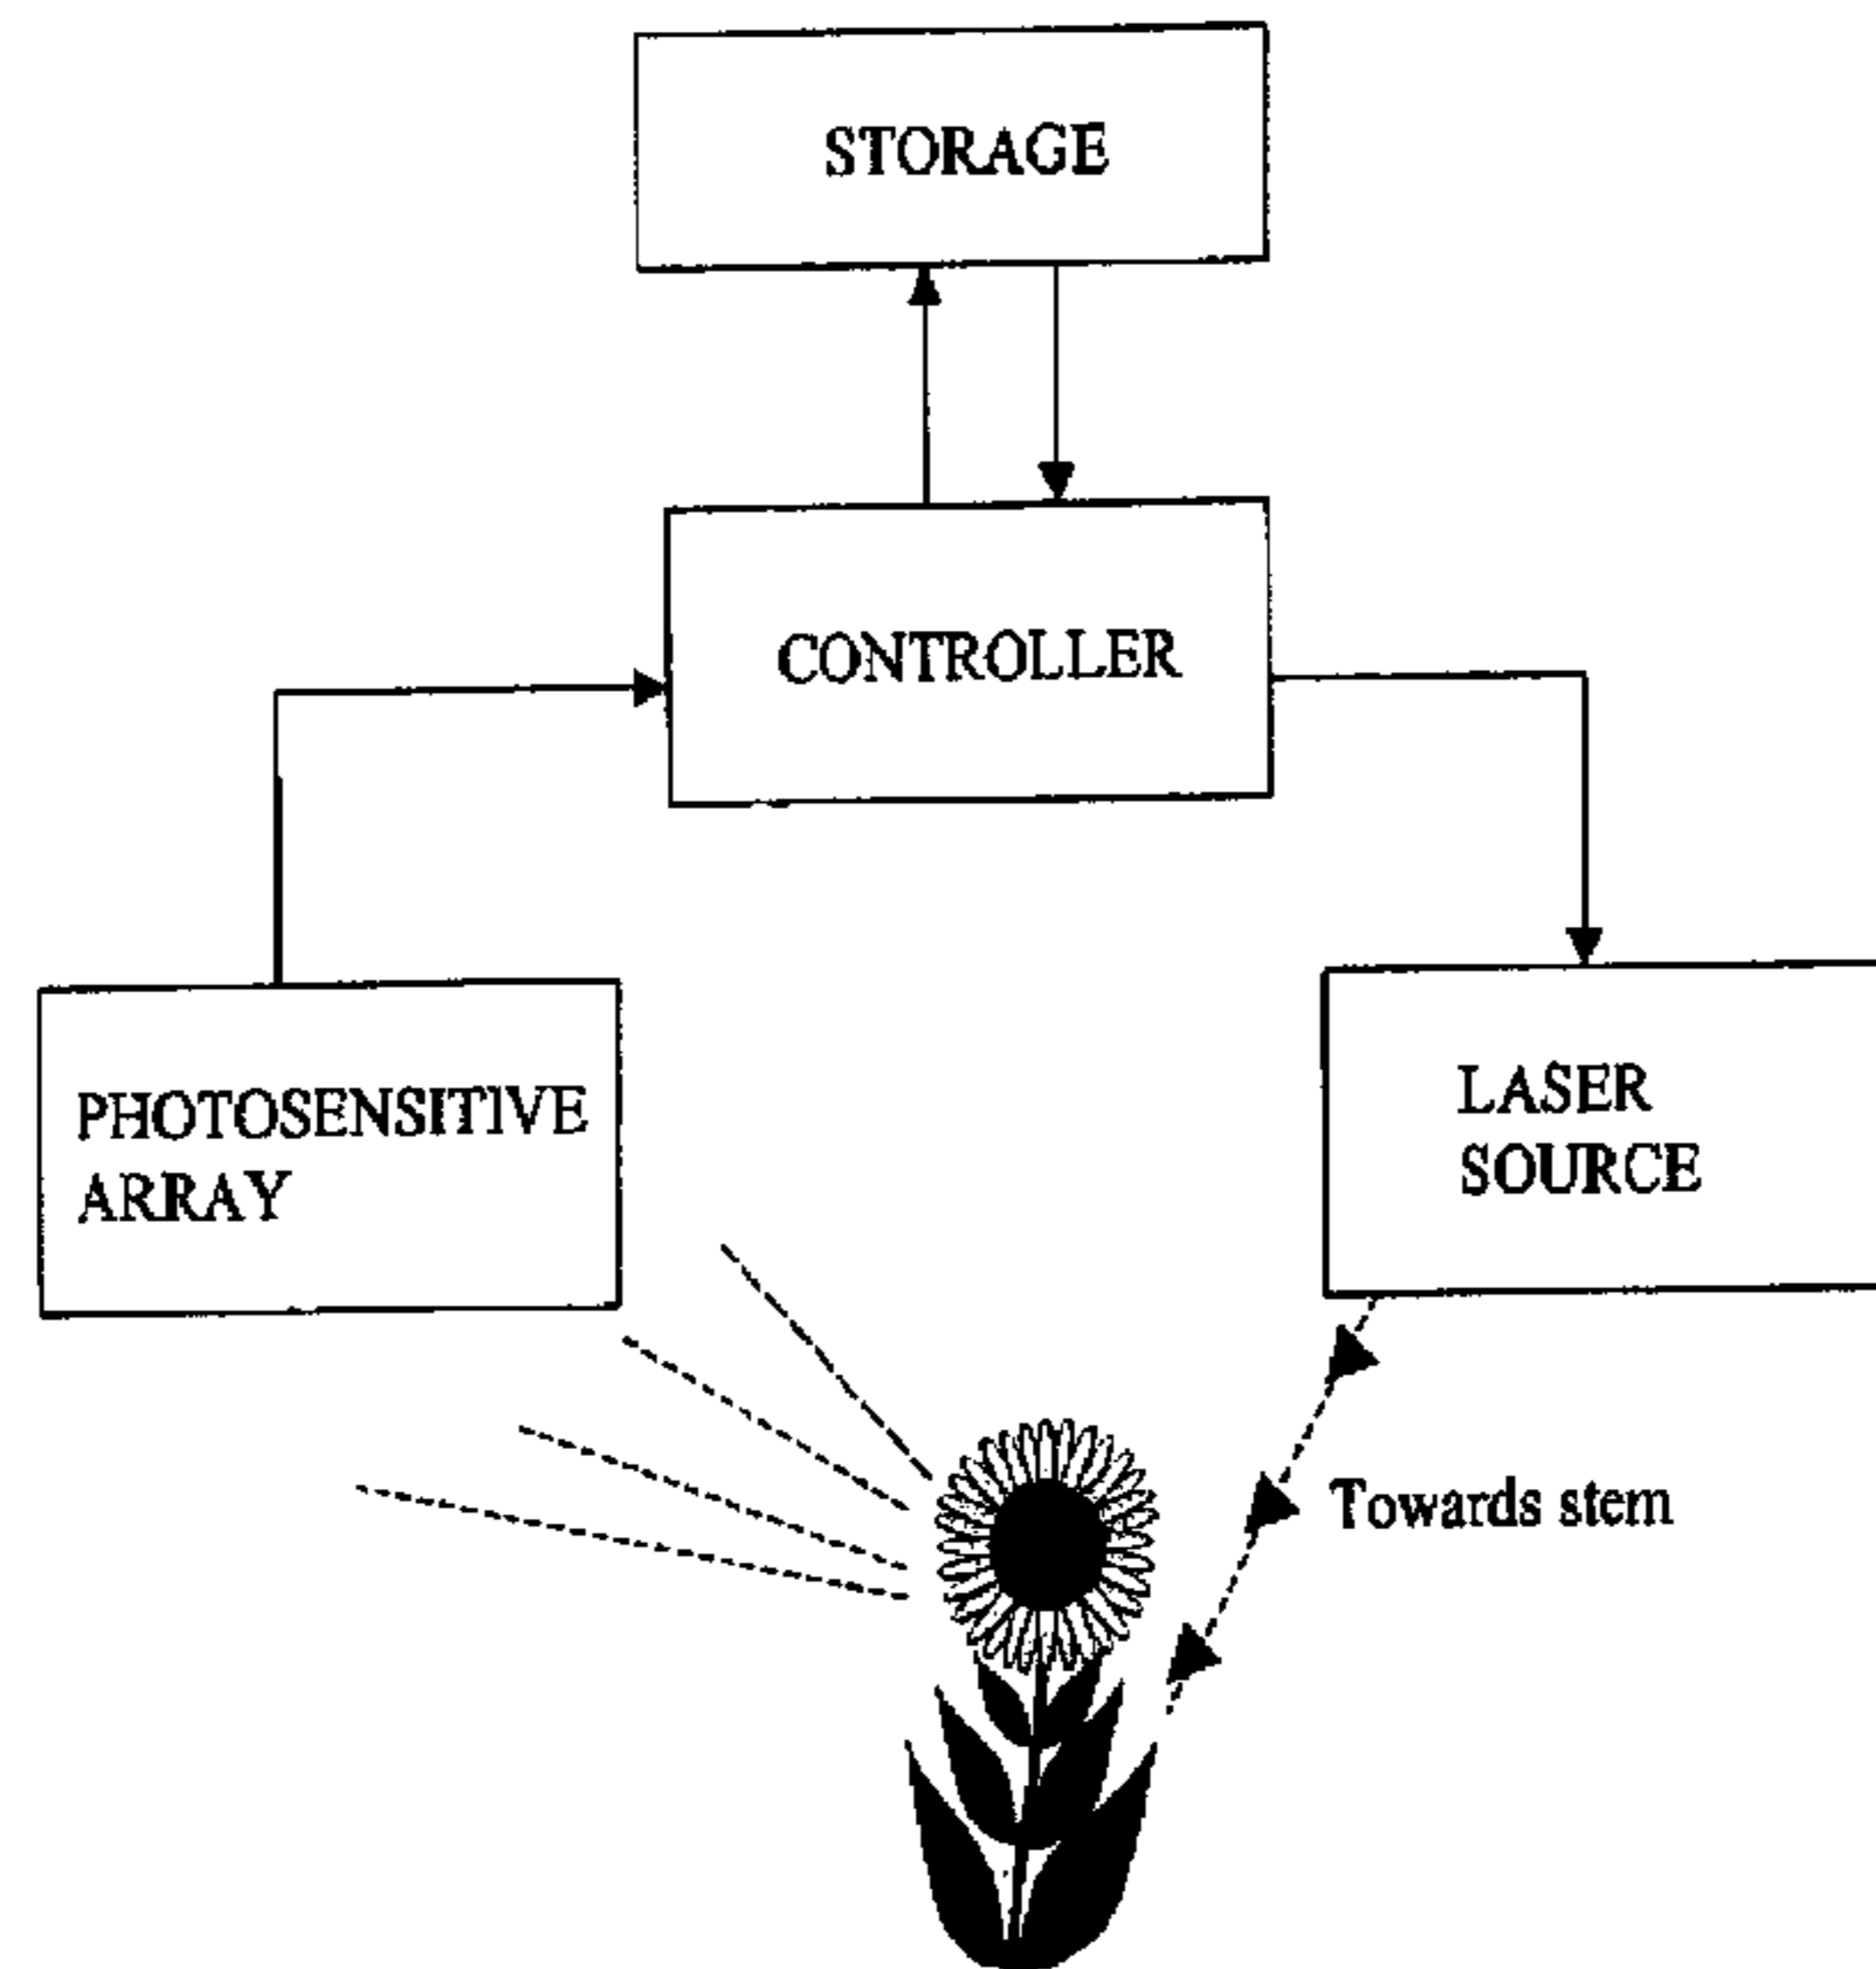 STORAGE
CONTROLLER
PHOTOSENSITIVE
ARRAY
LASER
SOURCE
Towards stem